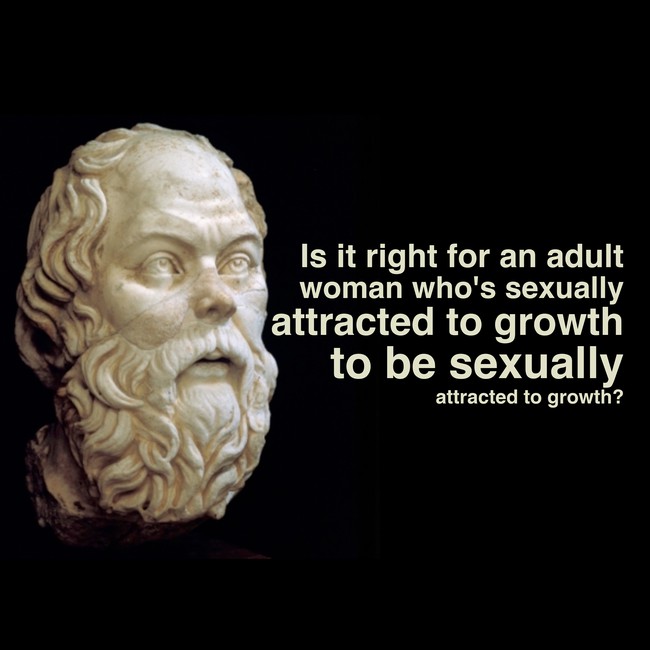 Is it right for an adult
woman who's sexually
attracted to growth
to be sexually
attracted to growth?